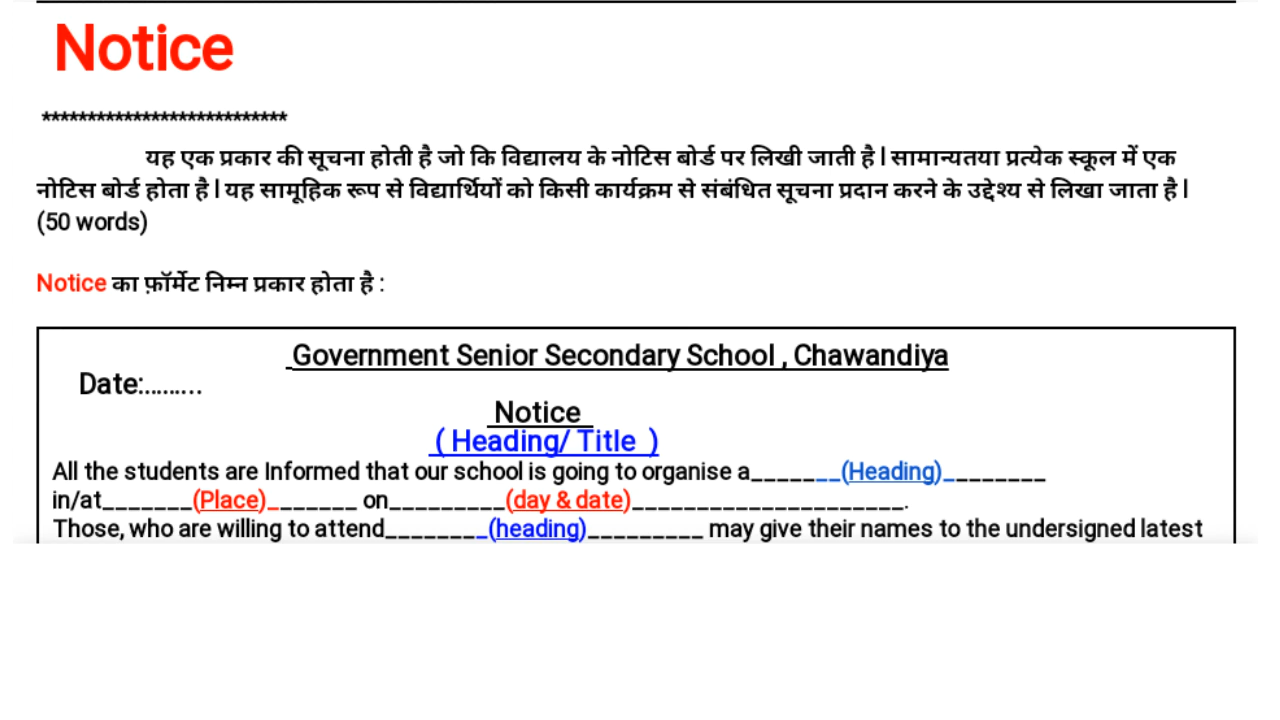 Notice
***************************
यह एक प्रकार की सूचना होती है जो कि विद्यालय के नोटिस बोर्ड पर लिखी जाती है l सामान्यतया प्रत्येक स्कूल में एक
नोटिस बोर्ड होता है l यह सामूहिक रूप से विद्यार्थियों को किसी कार्यक्रम से संबंधित सूचना प्रदान करने के उद्देश्य से लिखा जाता है l
(50 words)
Notice का फ़ॉर्मेट निम्न प्रकार होता है :
Government Senior Secondary School , Chawandiya
Date:.........
Notice
( Heading/ Title )
All the students are Informed that our school is going to organise a_______(Heading)________
in/at_______(Place)_______ on_________(day & date)_____________________.
Those, who are willing to attend________(heading)_________ may give their names to the undersigned latest